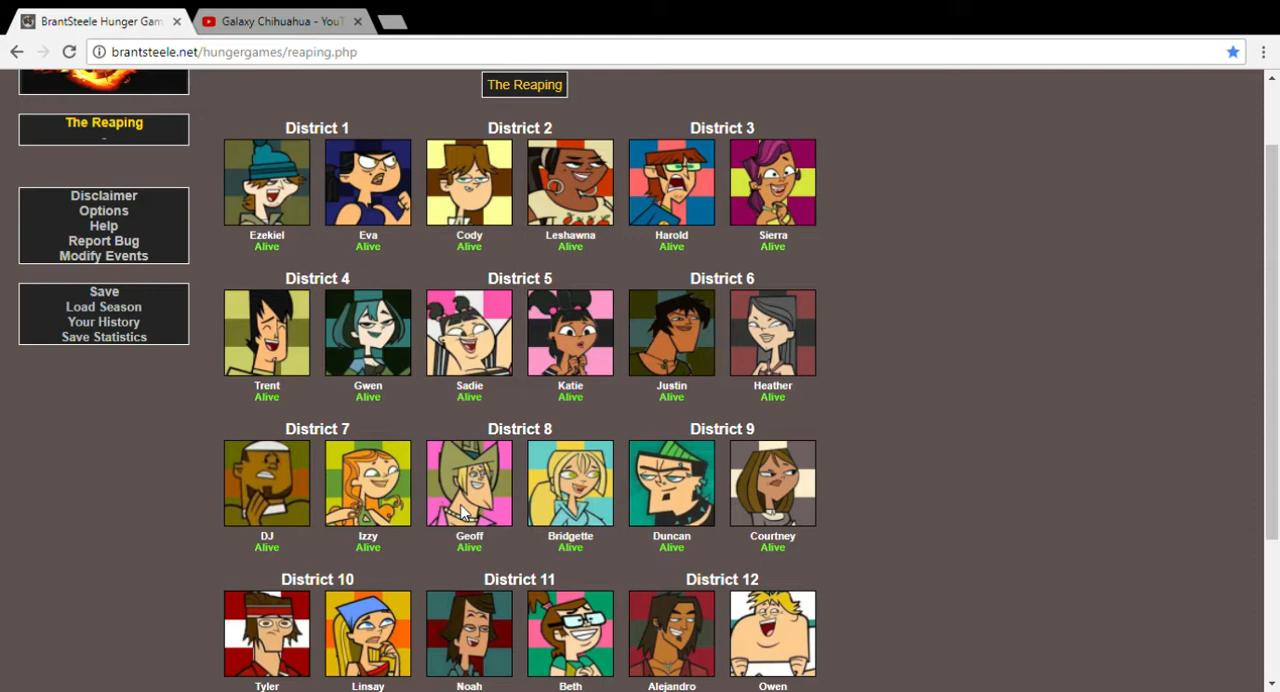 BrantSteele Hunger Gam
Galaxy Chihuahua - YouT
brantsteele.net/hungergames/reaping.php
The Reaping
The Reaping
-
Disclaimer
Options
Help
Report Bug
Modify Events
Save
Load Season
Your History
Save Statistics
District 1 District 2 District 3
Ezekiel Eva Cody Leshawna Harold Sierra
Alive Alive Alive Alive Alive Alive
District 4 District 5 District 6
Trent Gwen Sadie Katie Justin Heather
Alive Alive Alive Alive Alive Alive
District 7 District 8 District 9
DJ Izzy Geoff Bridgette Duncan Courtney
Alive Alive Alive Alive Alive Alive
District 10 District 11 District 12
Tyler Linsay Noah Beth Alejandro Owen